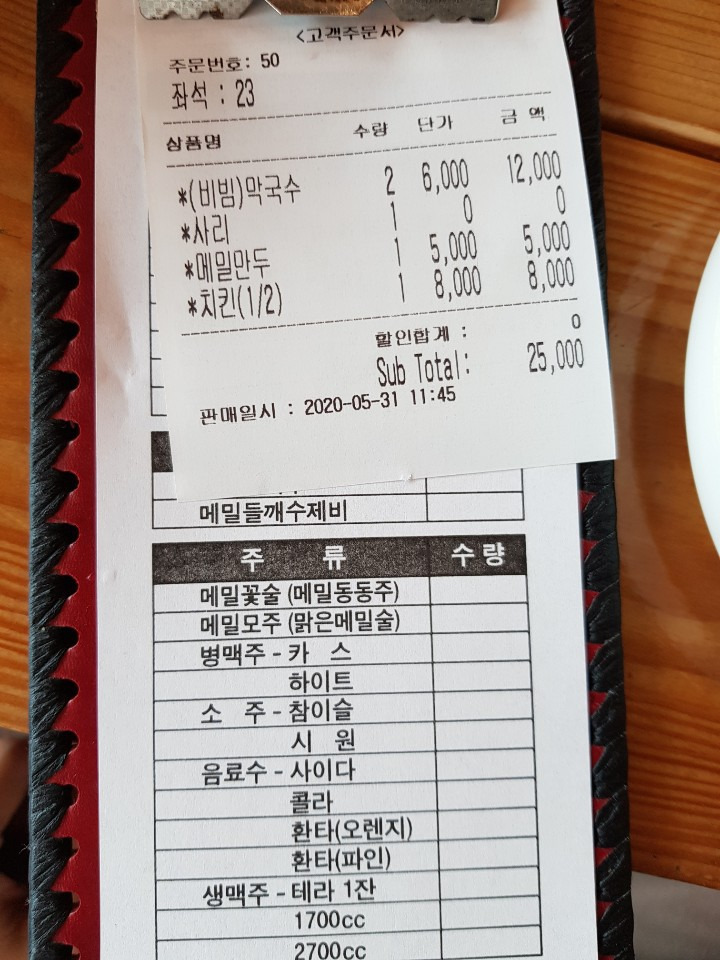 <고객주문서>
주문번호: 50
좌석 : 23
상품명 수량 단가 금 액
*(비빔)막국수 2 6,000 12,000
*사리 1 0 0
*메밀만두 1 5,000 5,000
*치킨(1/2) 1 8,000 8,000
할인합계 : 0
Sub Total: 25,000
판매일시 : 2020-05-31 11:45
메밀들깨수제비
주 류 수 량
메밀꽃술 (메밀동동주)
메밀모주 (맑은메밀술)
병맥주 - 카 스
하이트
소 주 - 참이슬
시 원
음료수 - 사이다
콜라
환타(오렌지)
환타(파인)
생맥주 - 테라 1잔
1700cc
2700cc